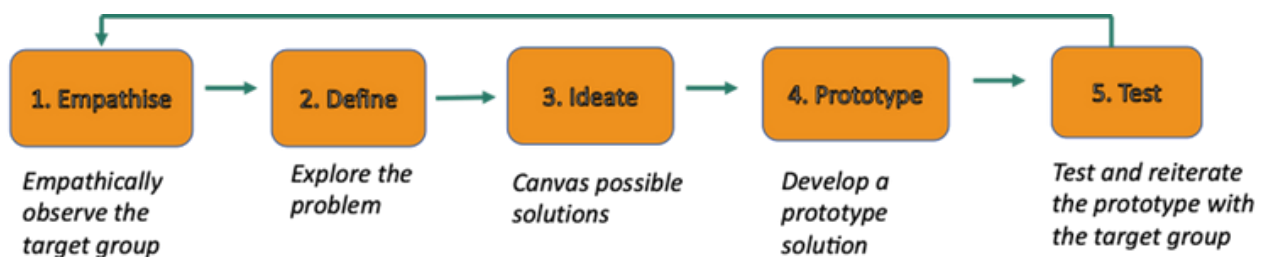 1. Empathise
2. Define
3. Ideate
4. Prototype
5. Test
Empathically
observe the
target group
Explore the
problem
Canvas possible
solutions
Develop a
prototype
solution
Test and reiterate
the prototype with
the target group